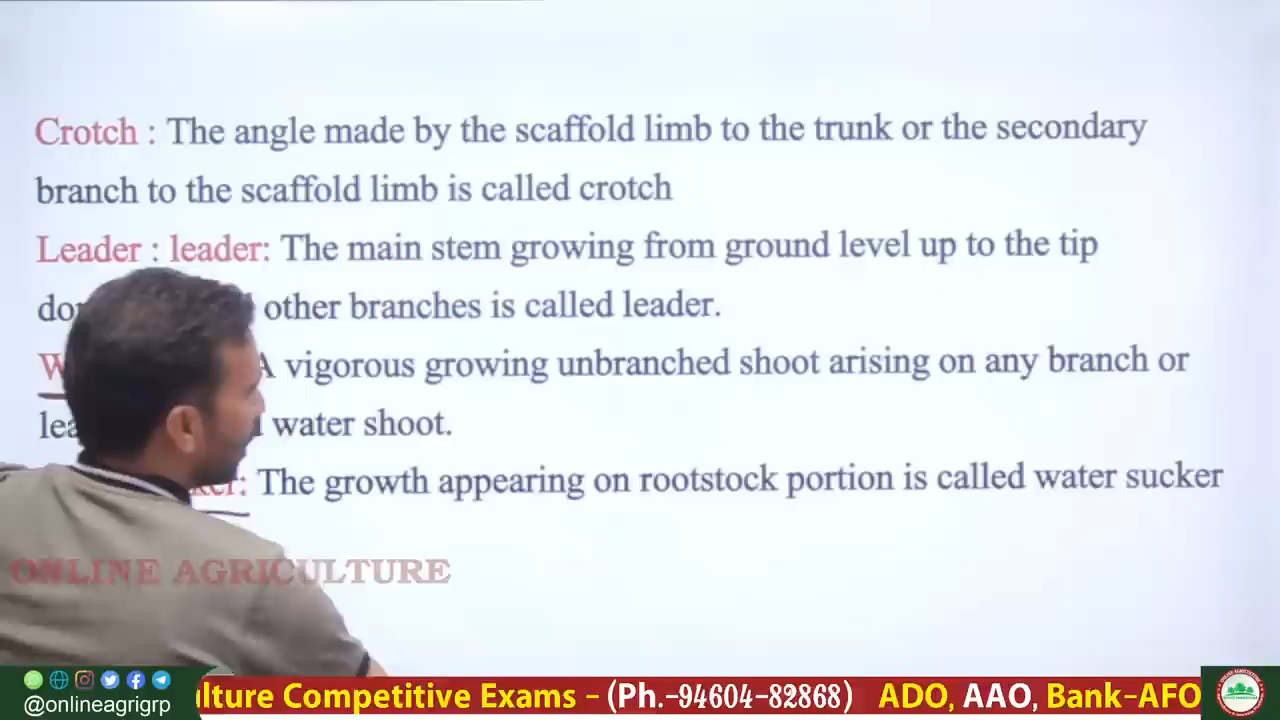 Crotch : The angle made by the scaffold limb to the trunk or the secondary
branch to the scaffold limb is called crotch
Leader : leader: The main stem growing from ground level up to the tip
other branches is called leader.
A vigorous growing unbranched shoot arising on any branch or
water shoot.
The growth appearing on rootstock portion is called water sucker
ONLINE AGRICULTURE
@onlineagrigrp
ulture Competitive Exams - (Ph.-94604-82868) ADO, AAO, Bank-AFO